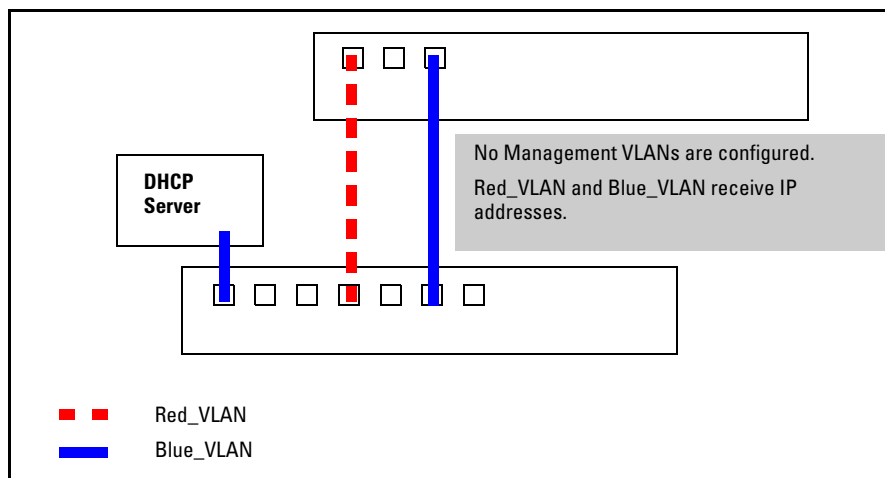 No Management VLANs are configured.
Red_VLAN and Blue_VLAN receive IP
addresses.
DHCP
Server
Red_VLAN
Blue_VLAN